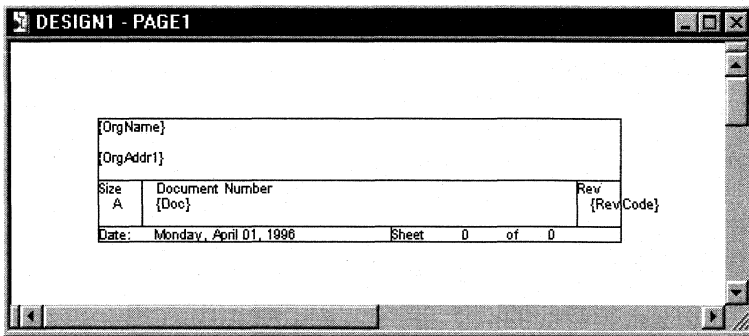 DESIGN1 - PAGE1
{OrgName}
{OrgAddr1}
Size Document Number Rev
A {Doc} {RevCode}
Date: Monday, April 01, 1996 Sheet 0 of 0